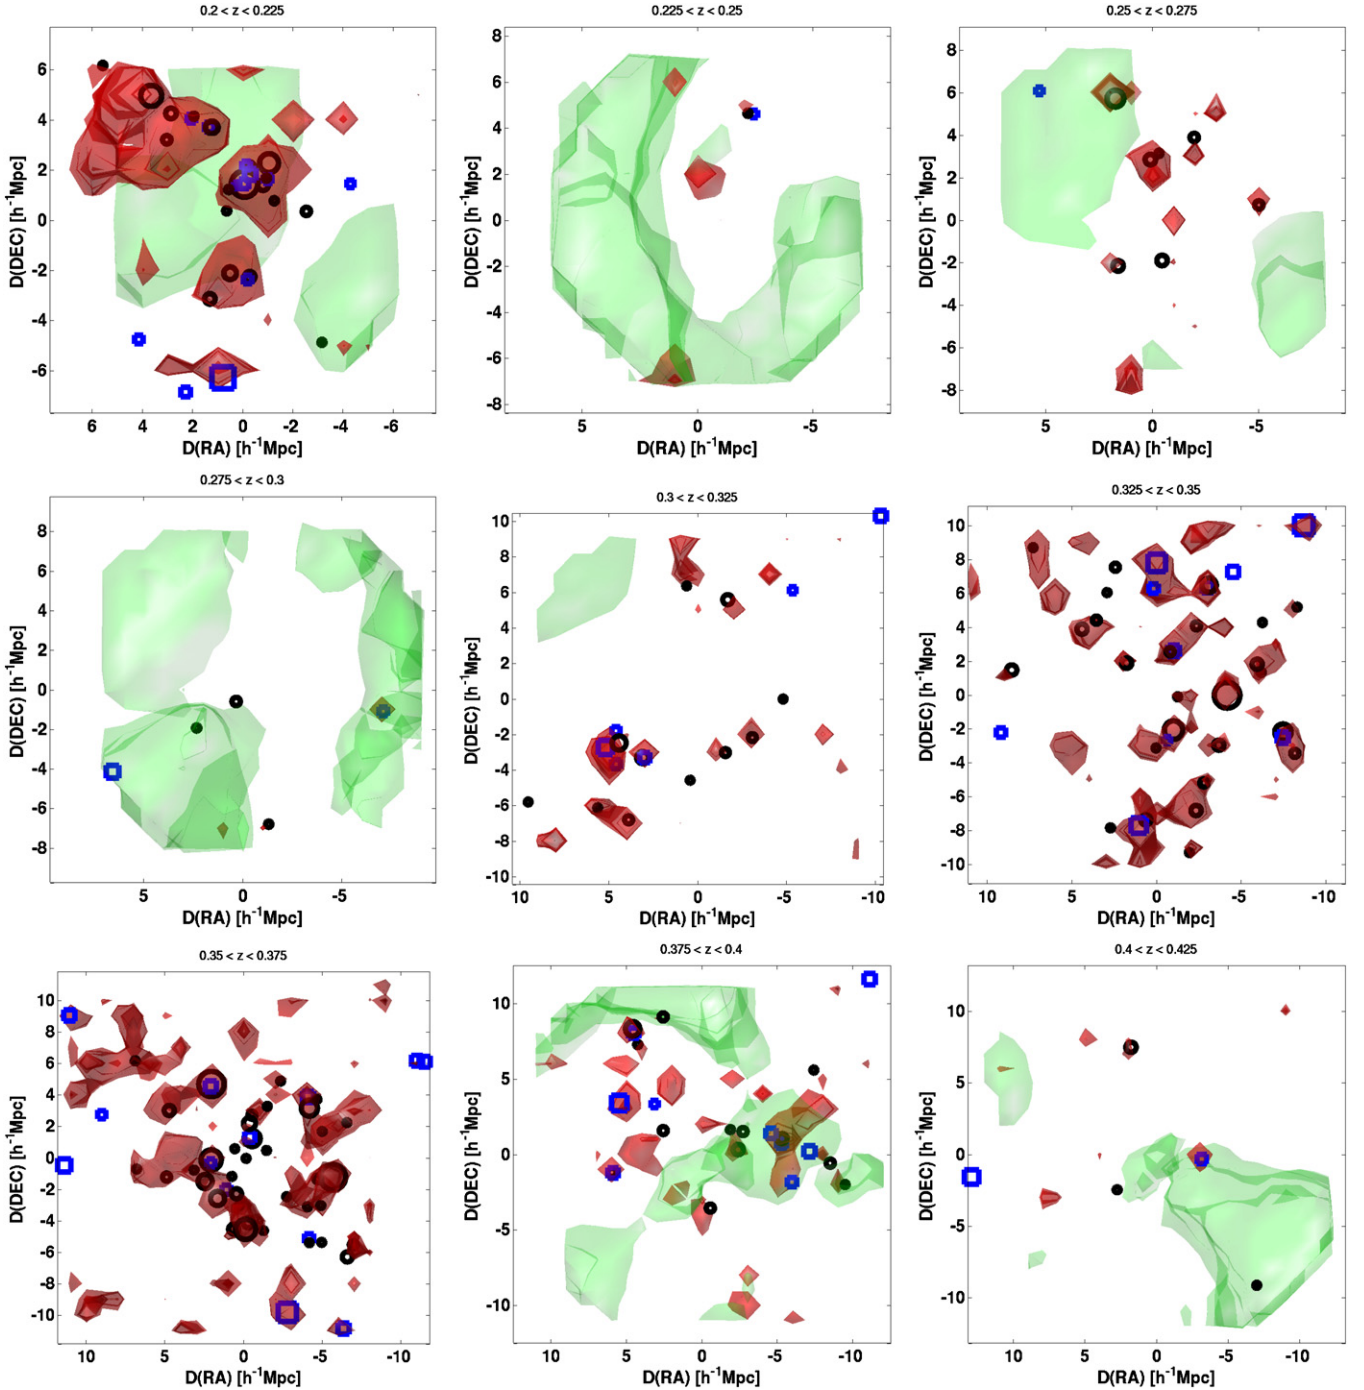 0.2 < z < 0.225
0.225 < z < 0.25
0.25 < z < 0.275
D(DEC) [h⁻¹Mpc]
6
4
2
0
-2
-4
-6
6 4 2 0 -2 -4 -6
D(RA) [h⁻¹Mpc]
D(DEC) [h⁻¹Mpc]
8
6
4
2
0
-2
-4
-6
-8
5 0 -5
D(RA) [h⁻¹Mpc]
D(DEC) [h⁻¹Mpc]
8
6
4
2
0
-2
-4
-6
-8
5 0 -5
D(RA) [h⁻¹Mpc]
0.275 < z < 0.3
0.3 < z < 0.325
0.325 < z < 0.35
D(DEC) [h⁻¹Mpc]
8
6
4
2
0
-2
-4
-6
-8
5 0 -5
D(RA) [h⁻¹Mpc]
D(DEC) [h⁻¹Mpc]
10
8
6
4
2
0
-2
-4
-6
-8
-10
10 5 0 -5 -10
D(RA) [h⁻¹Mpc]
D(DEC) [h⁻¹Mpc]
10
8
6
4
2
0
-2
-4
-6
-8
-10
10 5 0 -5 -10
D(RA) [h⁻¹Mpc]
0.35 < z < 0.375
0.375 < z < 0.4
0.4 < z < 0.425
D(DEC) [h⁻¹Mpc]
10
8
6
4
2
0
-2
-4
-6
-8
-10
10 5 0 -5 -10
D(RA) [h⁻¹Mpc]
D(DEC) [h⁻¹Mpc]
10
5
0
-5
-10
10 5 0 -5 -10
D(RA) [h⁻¹Mpc]
D(DEC) [h⁻¹Mpc]
10
5
0
-5
-10
10 5 0 -5 -10
D(RA) [h⁻¹Mpc]